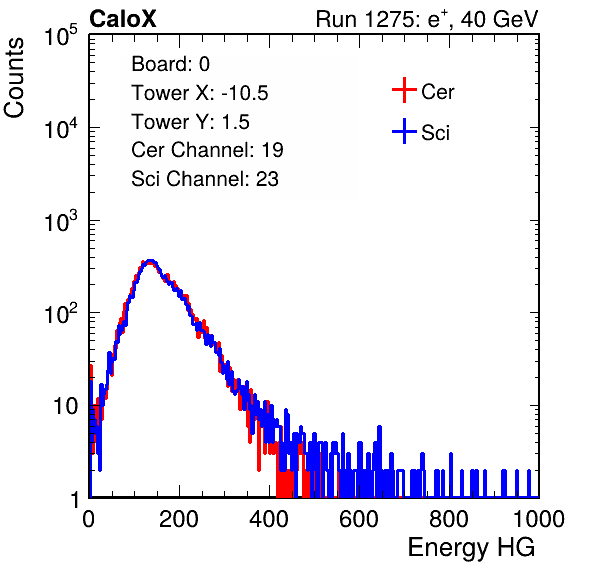 CaloX Run 1275: e⁺, 40 GeV
Counts
10⁵
10⁴
10³
10²
10
1
Board: 0
Tower X: -10.5
Tower Y: 1.5
Cer Channel: 19
Sci Channel: 23
Cer
Sci
0 200 400 600 800 1000
Energy HG